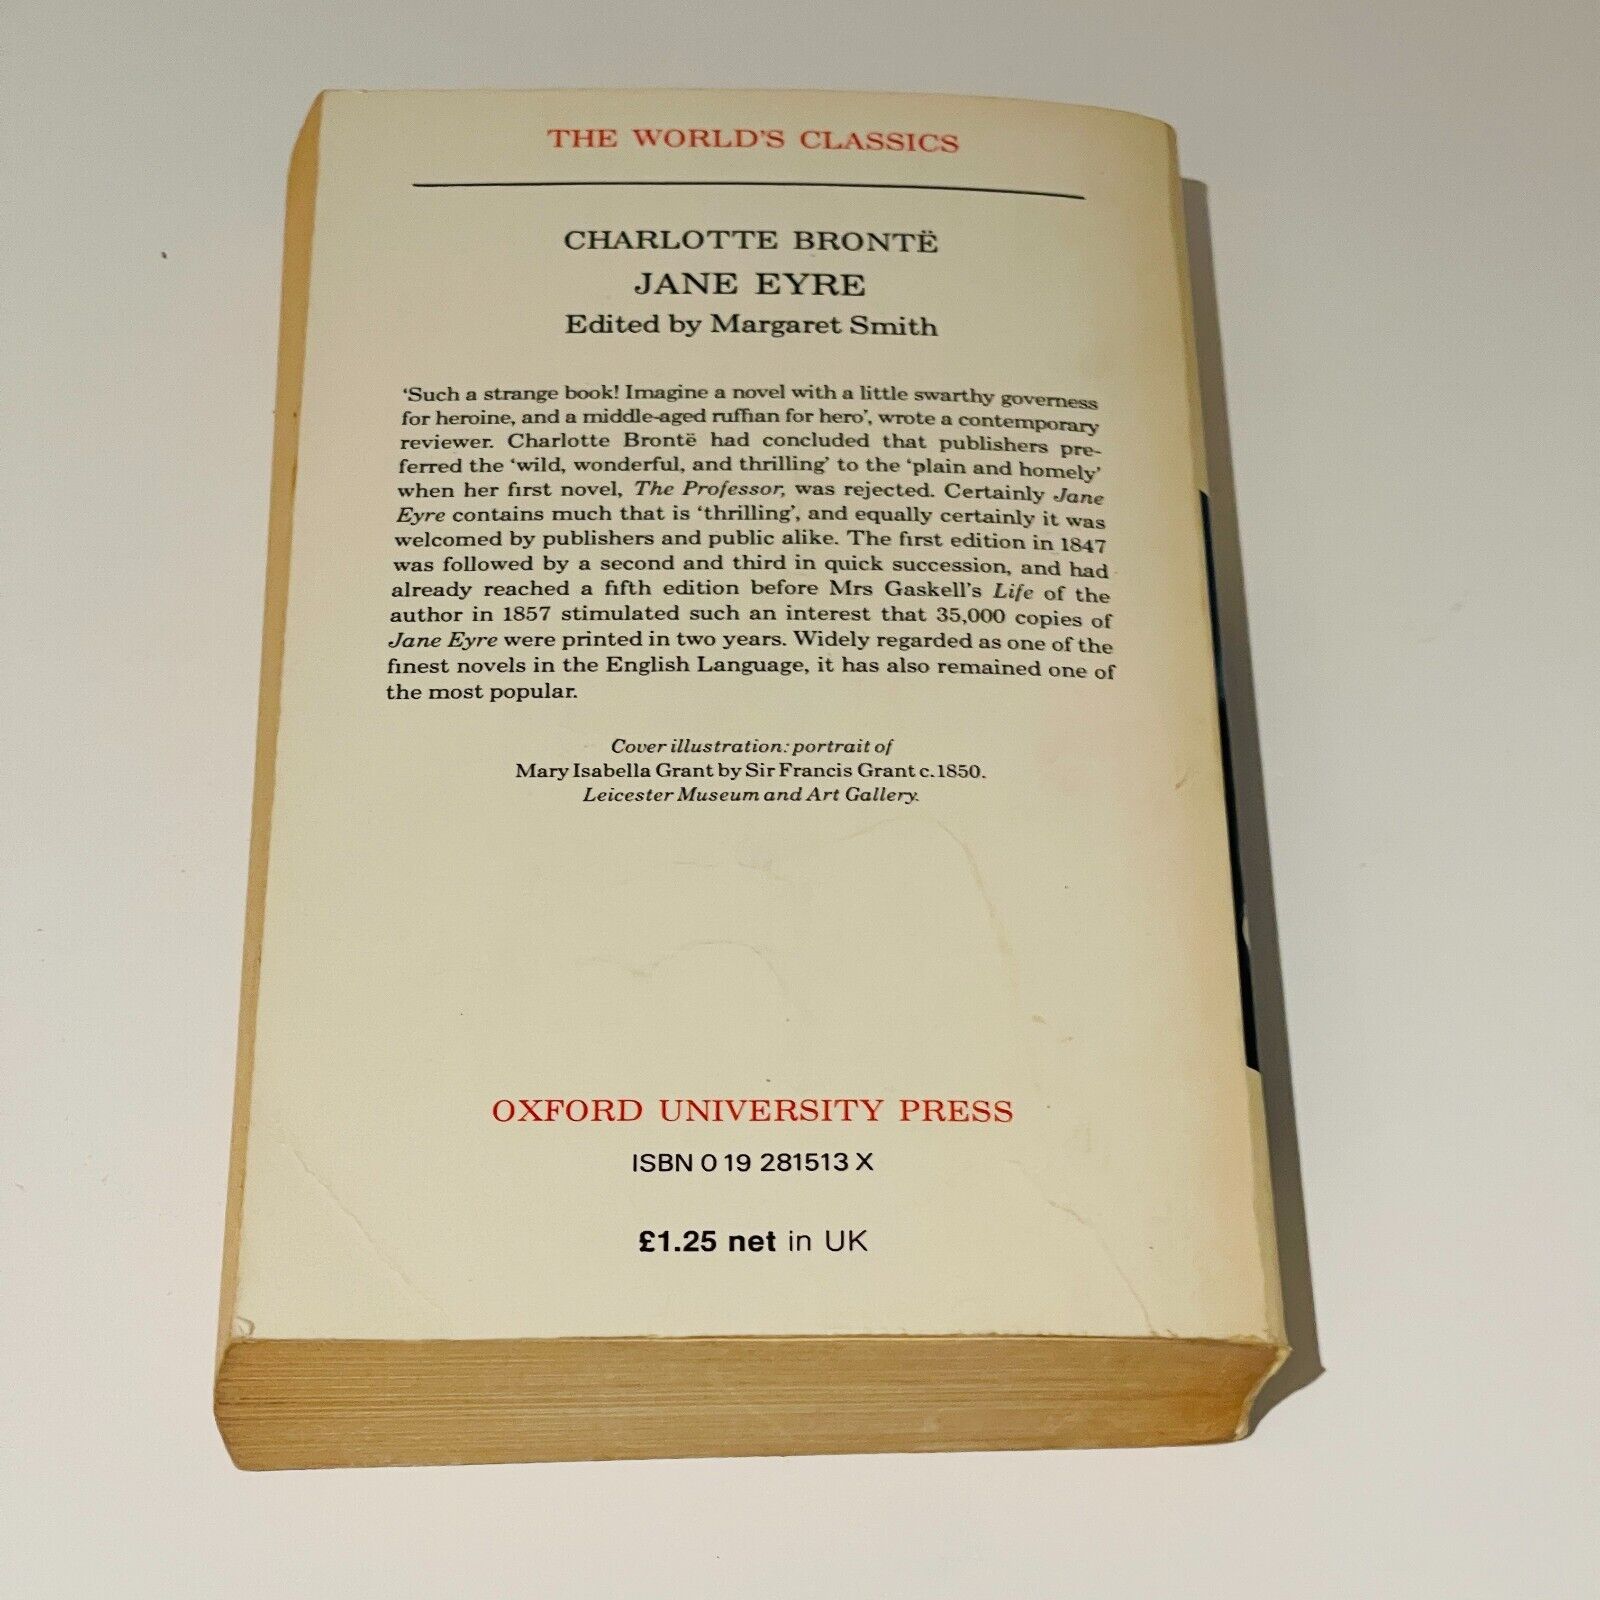 THE WORLD'S CLASSICS
CHARLOTTE BRONTË
JANE EYRE
Edited by Margaret Smith
‘Such a strange book! Imagine a novel with a little swarthy governess
for heroine, and a middle-aged ruffian for hero’, wrote a contemporary
reviewer. Charlotte Brontë had concluded that publishers pre-
ferred the ‘wild, wonderful, and thrilling’ to the ‘plain and homely’
when her first novel, The Professor, was rejected. Certainly Jane
Eyre contains much that is ‘thrilling’, and equally certainly it was
welcomed by publishers and public alike. The first edition in 1847
was followed by a second and third in quick succession, and had
already reached a fifth edition before Mrs Gaskell’s Life of the
author in 1857 stimulated such an interest that 35,000 copies of
Jane Eyre were printed in two years. Widely regarded as one of the
finest novels in the English Language, it has also remained one of
the most popular.
Cover illustration: portrait of
Mary Isabella Grant by Sir Francis Grant c.1850.
Leicester Museum and Art Gallery.
OXFORD UNIVERSITY PRESS
ISBN 0 19 281513 X
£1.25 net in UK